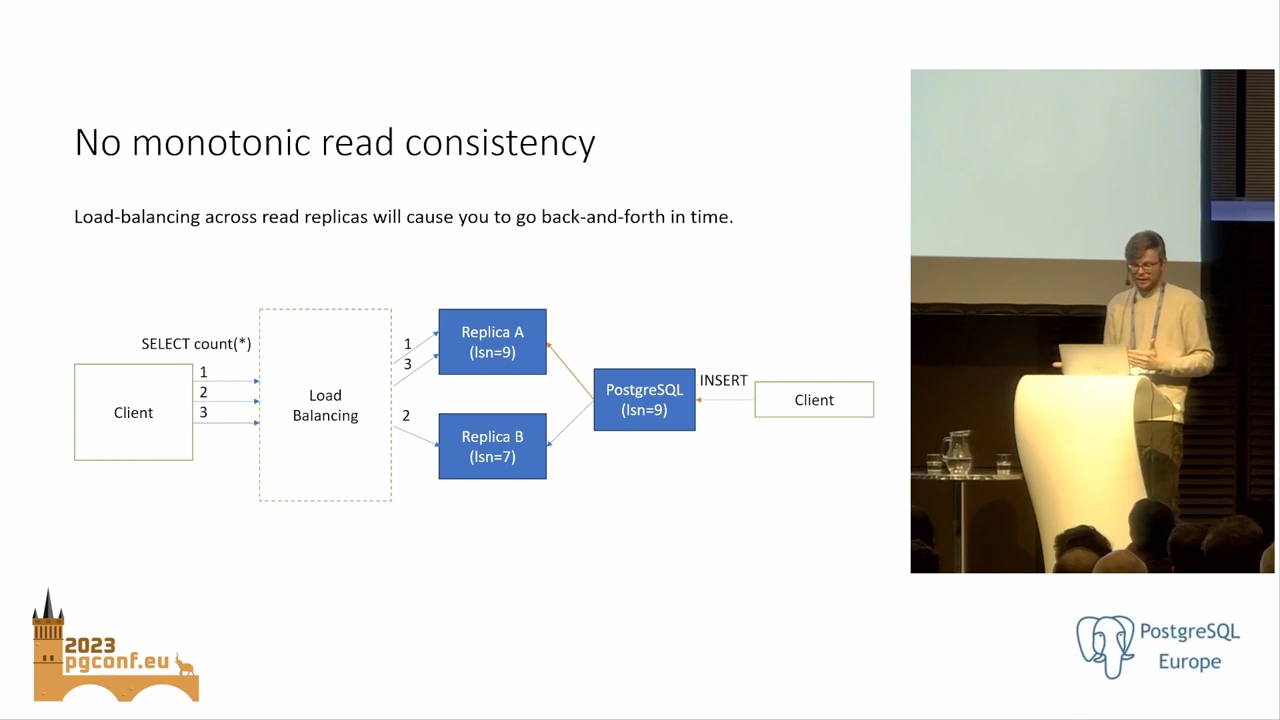 No monotonic read consistency
Load-balancing across read replicas will cause you to go back-and-forth in time.
SELECT count(*)
Client
1
2
3
Load
Balancing
1
3
2
Replica A
(lsn=9)
Replica B
(lsn=7)
PostgreSQL
(lsn=9)
INSERT
Client
2023
pgconf.eu
PostgreSQL
Europe